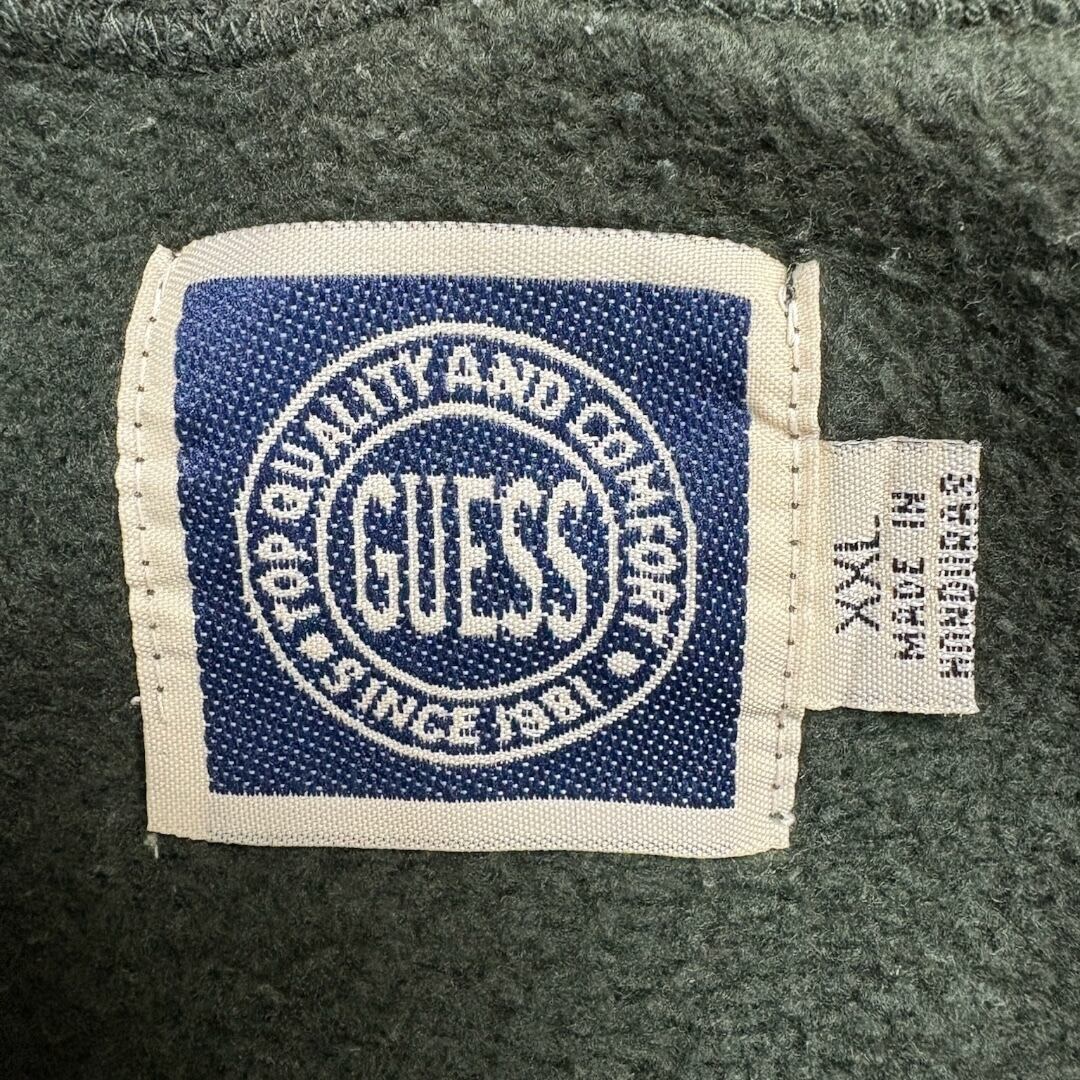 TOP QUALITY AND COMFORT
GUESS
• SINCE 1981 •
XXL
MADE IN
HONDURAS